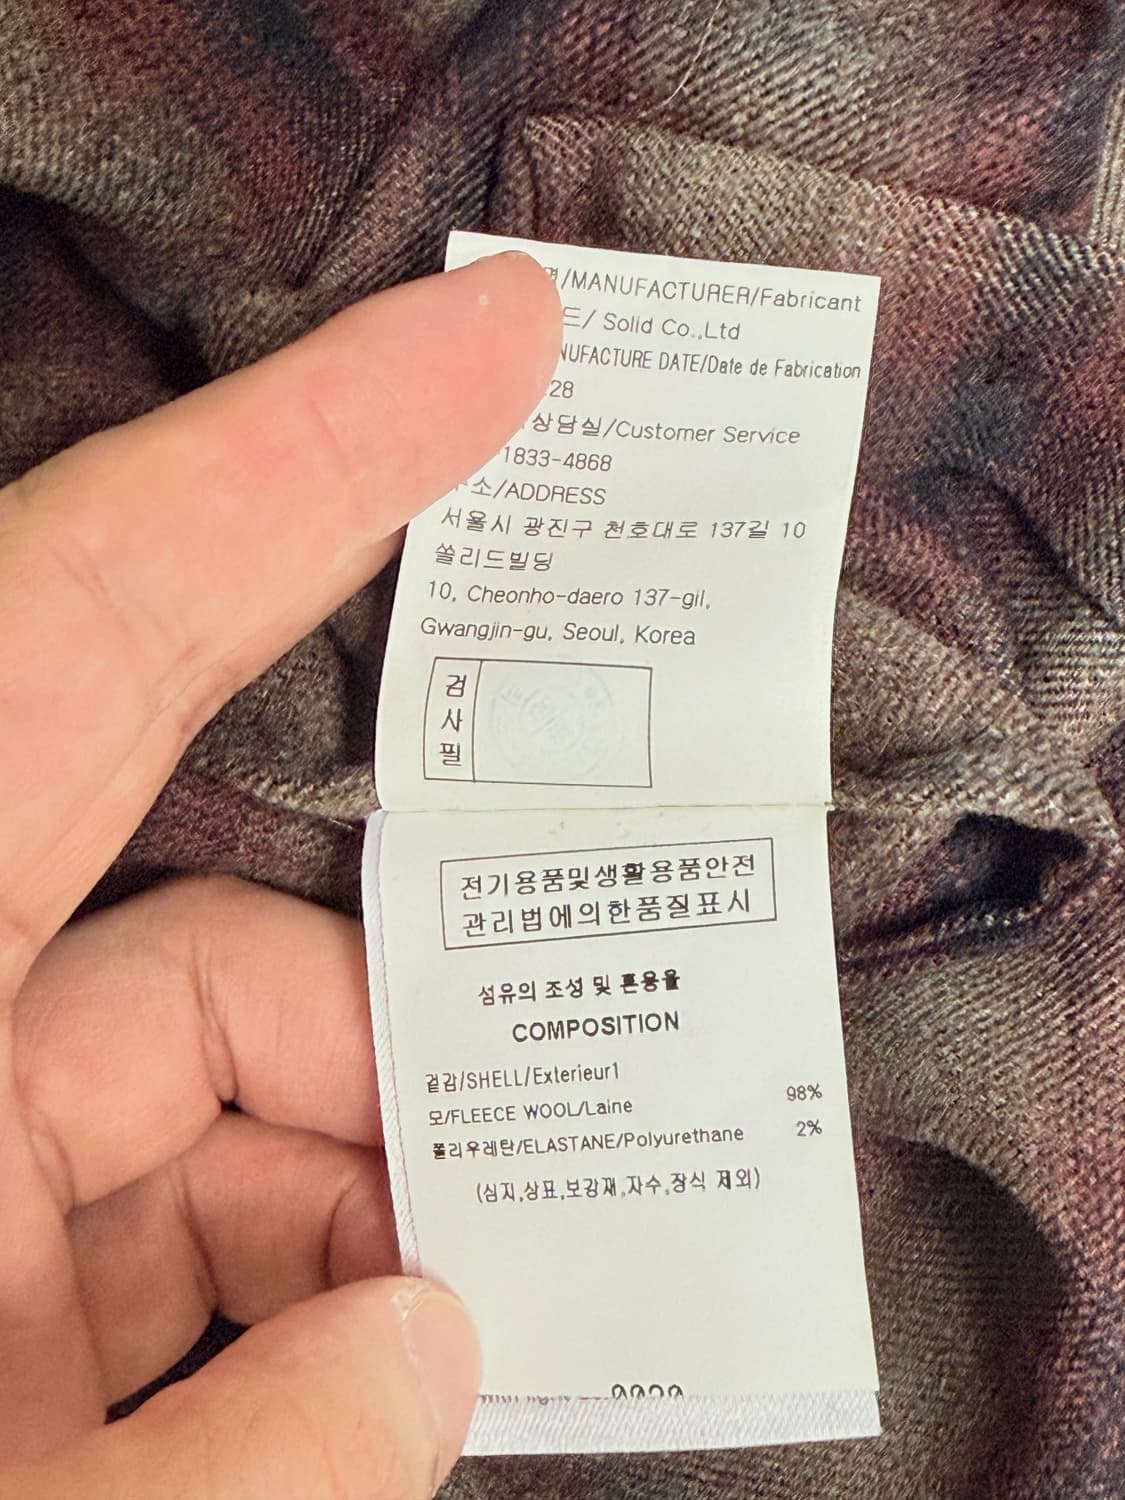 /MANUFACTURER/Fabricant
드/ Solid Co.,Ltd
NUFACTURE DATE/Date de Fabrication
.28
상담실/Customer Service
-1833-4868
소/ADDRESS
서울시 광진구 천호대로 137길 10
쏠리드빌딩
10, Cheonho-daero 137-gil,
Gwangjin-gu, Seoul, Korea
검
사
필
전기용품및생활용품안전
관리법에의한품질표시
섬유의 조성 및 혼용율
COMPOSITION
겉감/SHELL/Exterieur1
모/FLEECE WOOL/Laine 98%
폴리우레탄/ELASTANE/Polyurethane 2%
(심지,상표,보강재,자수,장식 제외)